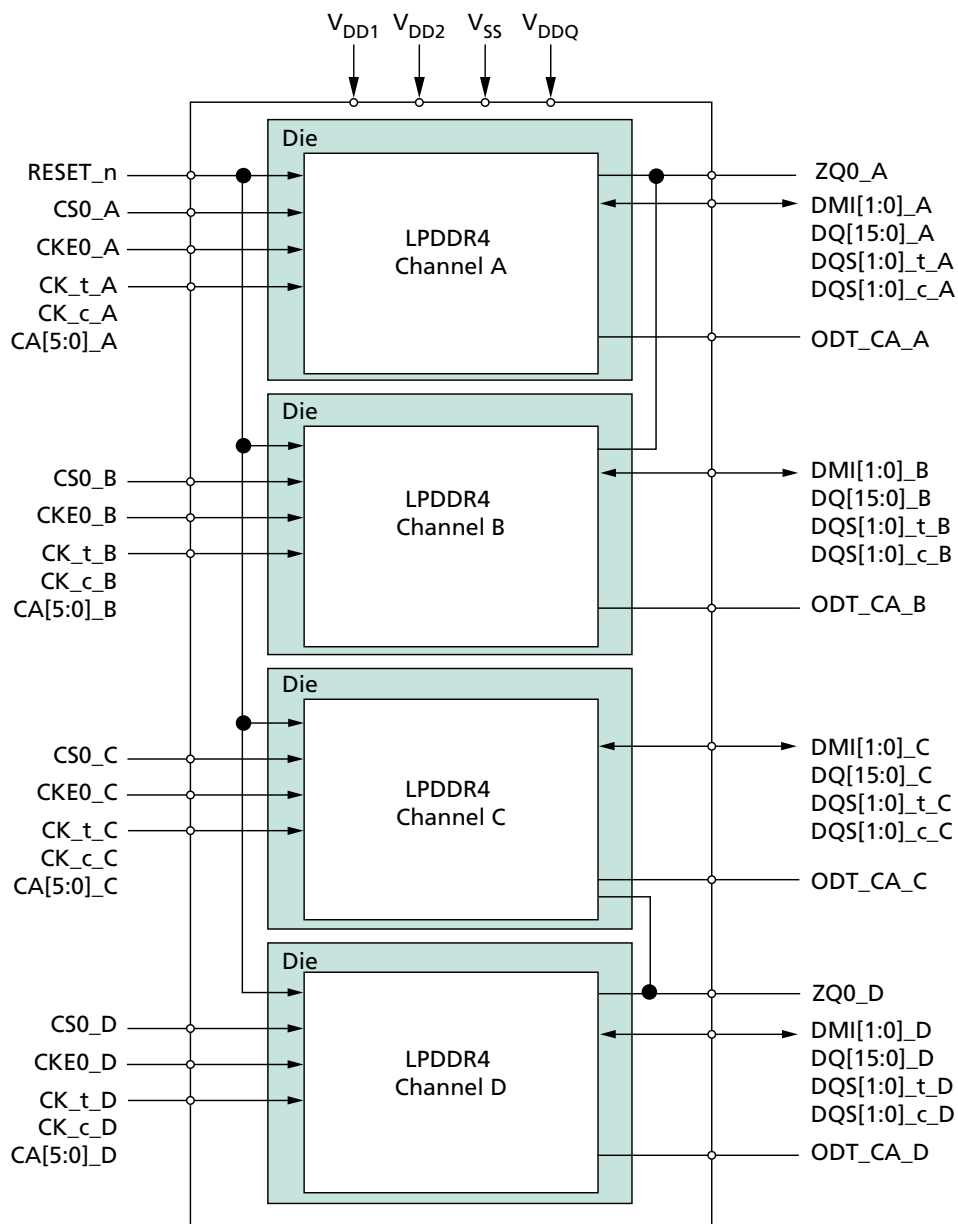 VDD1 VDD2 VSS VDDQ
Die
RESET_n
CS0_A
CKE0_A
CK_t_A
CK_c_A
CA[5:0]_A
LPDDR4
Channel A
ZQ0_A
DMI[1:0]_A
DQ[15:0]_A
DQS[1:0]_t_A
DQS[1:0]_c_A
ODT_CA_A
Die
CS0_B
CKE0_B
CK_t_B
CK_c_B
CA[5:0]_B
LPDDR4
Channel B
DMI[1:0]_B
DQ[15:0]_B
DQS[1:0]_t_B
DQS[1:0]_c_B
ODT_CA_B
Die
CS0_C
CKE0_C
CK_t_C
CK_c_C
CA[5:0]_C
LPDDR4
Channel C
DMI[1:0]_C
DQ[15:0]_C
DQS[1:0]_t_C
DQS[1:0]_c_C
ODT_CA_C
Die
CS0_D
CKE0_D
CK_t_D
CK_c_D
CA[5:0]_D
LPDDR4
Channel D
ZQ0_D
DMI[1:0]_D
DQ[15:0]_D
DQS[1:0]_t_D
DQS[1:0]_c_D
ODT_CA_D